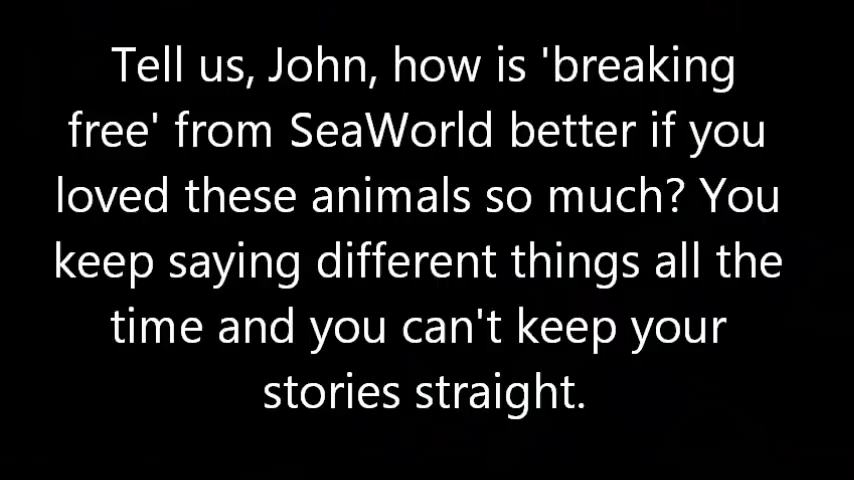 Tell us, John, how is 'breaking
free' from SeaWorld better if you
loved these animals so much? You
keep saying different things all the
time and you can't keep your
stories straight.